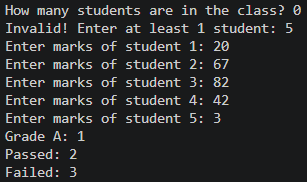 How many students are in the class? 0
Invalid! Enter at least 1 student: 5
Enter marks of student 1: 20
Enter marks of student 2: 67
Enter marks of student 3: 82
Enter marks of student 4: 42
Enter marks of student 5: 3
Grade A: 1
Passed: 2
Failed: 3